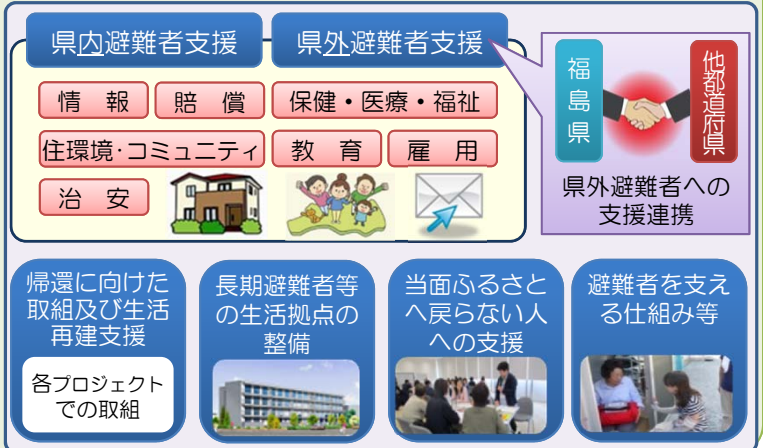 県内避難者支援
県外避難者支援
情　報
賠　償
保健・医療・福祉
住環境・コミュニティ
教　育
雇　用
治　安
福島県
他都道府県
県外避難者への
支援連携
帰還に向けた
取組及び生活
再建支援
各プロジェクト
での取組
長期避難者等
の生活拠点の
整備
当面ふるさと
へ戻らない人
への支援
避難者を支え
る仕組み等